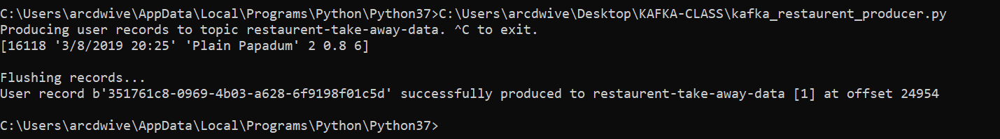 C:\Users\arcdwive\AppData\Local\Programs\Python\Python37>C:\Users\arcdwive\Desktop\KAFKA-CLASS\kafka_restaurent_producer.py
Producing user records to topic restaurent-take-away-data. ^C to exit.
[16118 '3/8/2019 20:25' 'Plain Papadum' 2 0.8 6]
Flushing records...
User record b'351761c8-0969-4b03-a628-6f9198f01c5d' successfully produced to restaurent-take-away-data [1] at offset 24954
C:\Users\arcdwive\AppData\Local\Programs\Python\Python37>